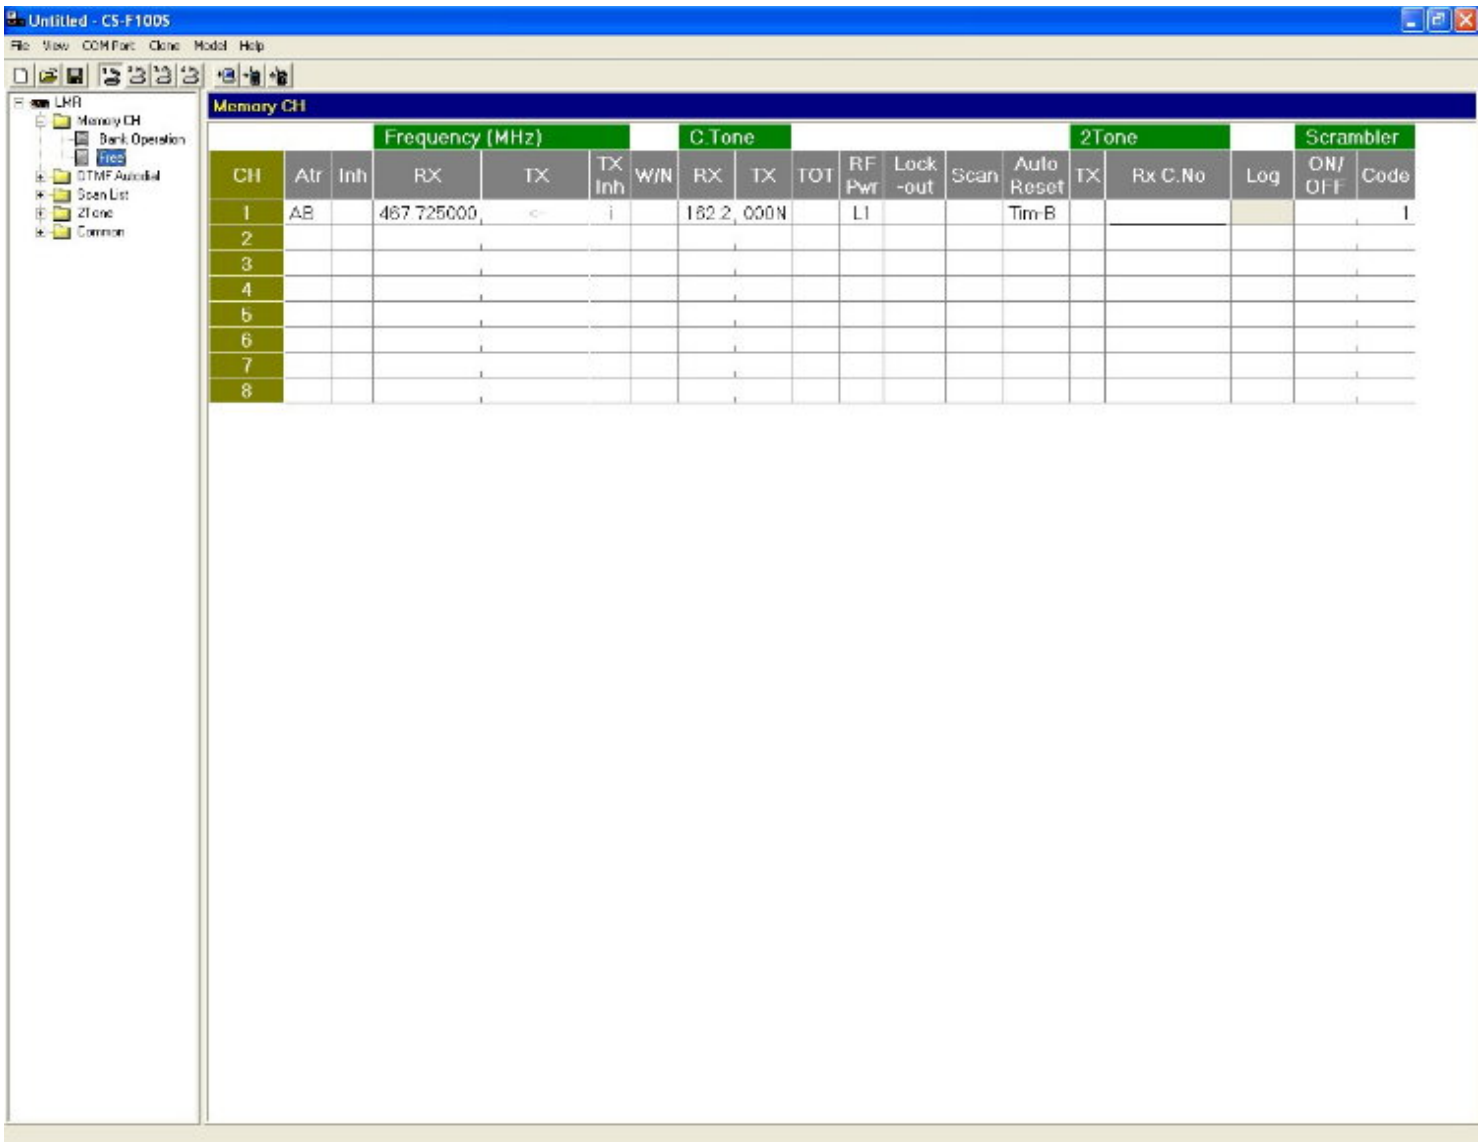 Untitled - CS-F100S
File View COM Port Clone Model Help
LMR
Memory CH
Bank Operation
Free
DTMF Autodial
Scan List
2Tone
Common
Memory CH
Frequency (MHz) C.Tone 2Tone Scrambler
CH Atr Inh RX TX TX Inh W/N RX TX TOT RF Pwr Lock -out Scan Auto Reset TX Rx C.No Log ON/ OFF Code
1 AB 467.725000 <- i 162.2 000N L1 Tim-B 1
2
3
4
5
6
7
8